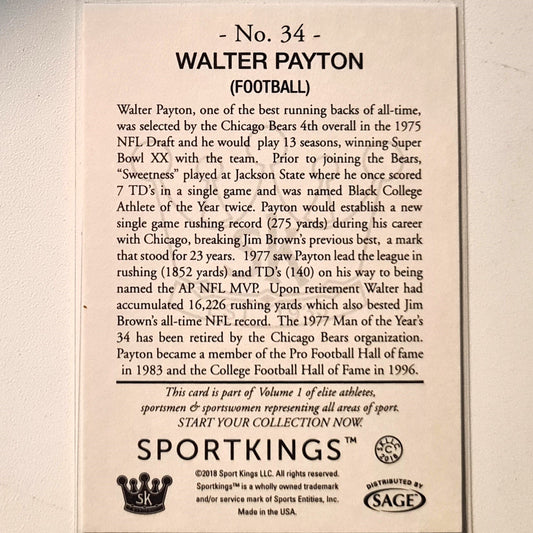 - No. 34 -
WALTER PAYTON
(FOOTBALL)
Walter Payton, one of the best running backs of all-time,
was selected by the Chicago Bears 4th overall in the 1975
NFL Draft and he would play 13 seasons, winning Super
Bowl XX with the team. Prior to joining the Bears,
“Sweetness” played at Jackson State where he once scored
7 TD’s in a single game and was named Black College
Athlete of the Year twice. Payton would establish a new
single game rushing record (275 yards) during his career
with Chicago, breaking Jim Brown’s previous best, a mark
that stood for 23 years. 1977 saw Payton lead the league in
rushing (1852 yards) and TD’s (140) on his way to being
named the AP NFL MVP. Upon retirement Walter had
accumulated 16,226 rushing yards which also bested Jim
Brown’s all-time NFL record. The 1977 Man of the Year’s
34 has been retired by the Chicago Bears organization.
Payton became a member of the Pro Football Hall of fame
in 1983 and the College Football Hall of Fame in 1996.
This card is part of Volume 1 of elite athletes,
sportsmen & sportswomen representing all areas of sport.
START YOUR COLLECTION NOW.
SPORTKINGS™
SK
©2018 Sport Kings LLC. All rights reserved.
Sportkings™ is a wholly owned trademark
and/or service mark of Sports Entities, Inc.
Made in the USA.
C
2018
DISTRIBUTED BY
SAGE™